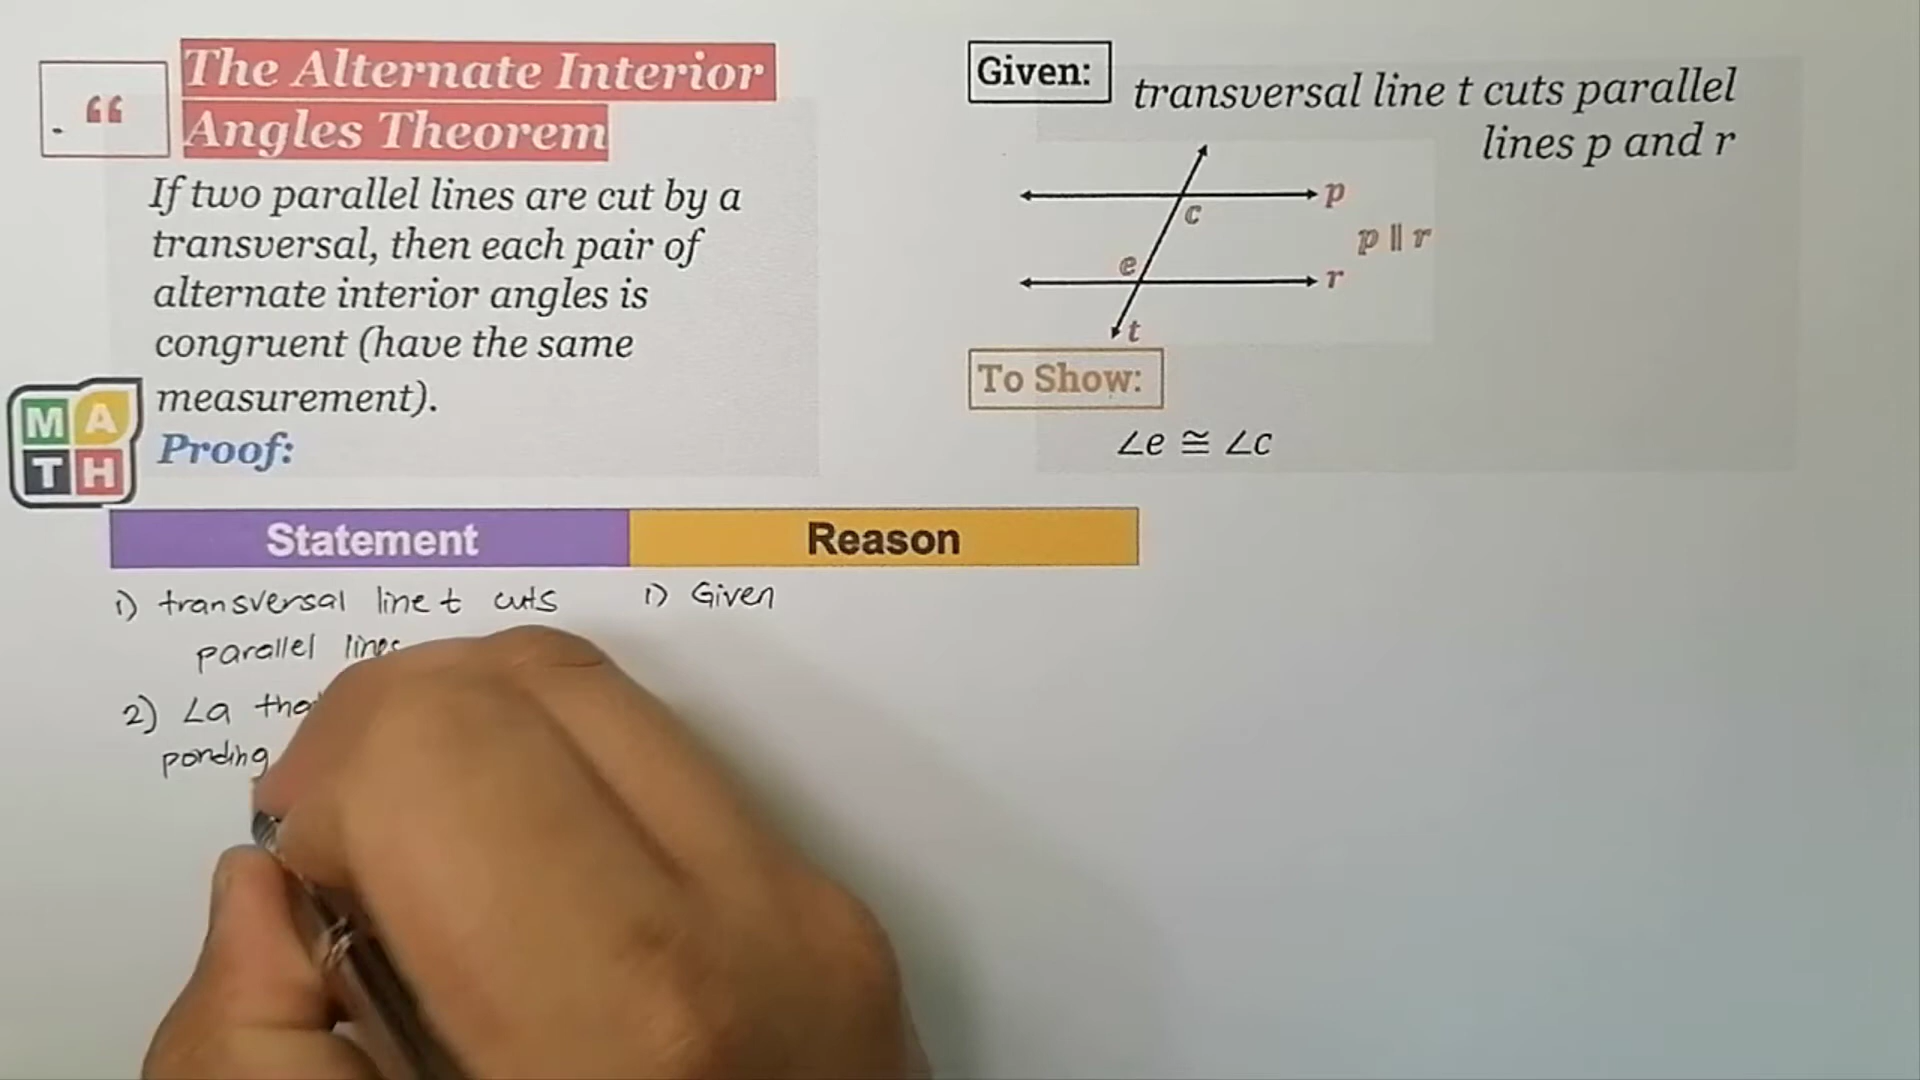 “
The Alternate Interior
Angles Theorem
If two parallel lines are cut by a
transversal, then each pair of
alternate interior angles is
congruent (have the same
measurement).
MATH
Proof:
Given:
transversal line t cuts parallel
lines p and r
p
c
p || r
e
r
t
To Show:
∠e ≅ ∠c
Statement
Reason
1) transversal line t cuts
parallel lines
2) ∠a
ponding
1) Given